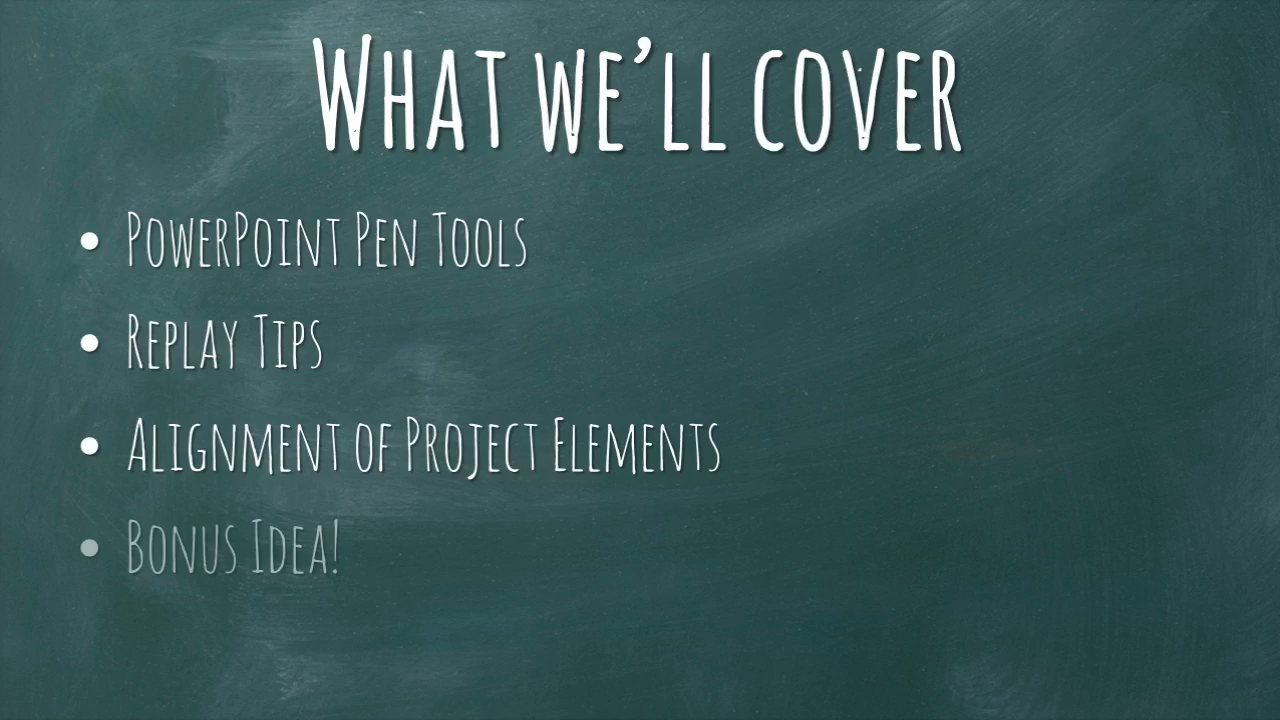 What we’ll cover
• PowerPoint Pen Tools
• Replay Tips
• Alignment of Project Elements
• Bonus Idea!